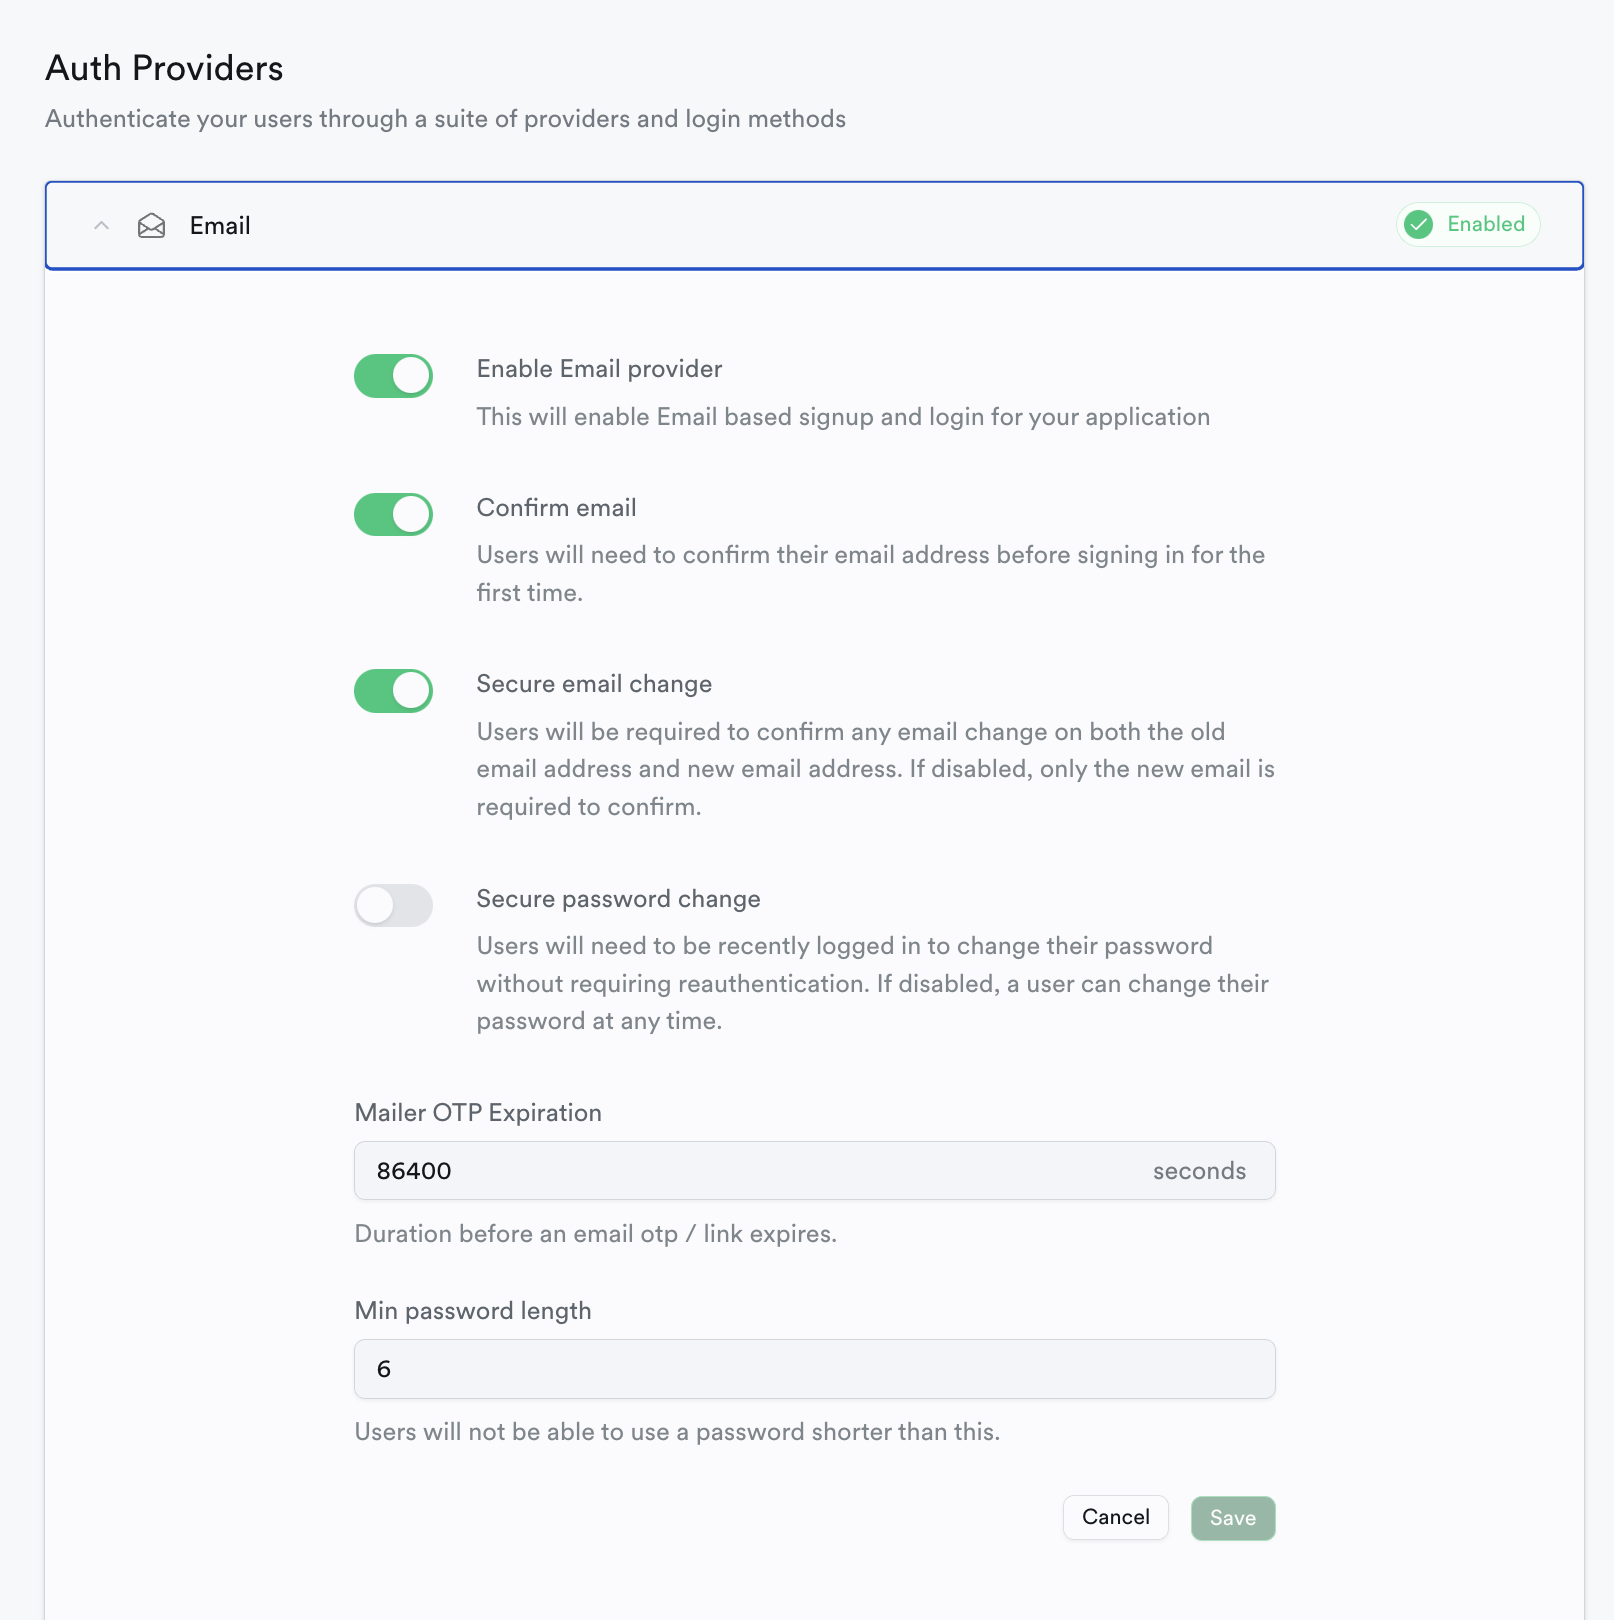 Auth Providers
Authenticate your users through a suite of providers and login methods
Email
Enabled
Enable Email provider
This will enable Email based signup and login for your application
Confirm email
Users will need to confirm their email address before signing in for the
first time.
Secure email change
Users will be required to confirm any email change on both the old
email address and new email address. If disabled, only the new email is
required to confirm.
Secure password change
Users will need to be recently logged in to change their password
without requiring reauthentication. If disabled, a user can change their
password at any time.
Mailer OTP Expiration
86400 seconds
Duration before an email otp / link expires.
Min password length
6
Users will not be able to use a password shorter than this.
Cancel Save